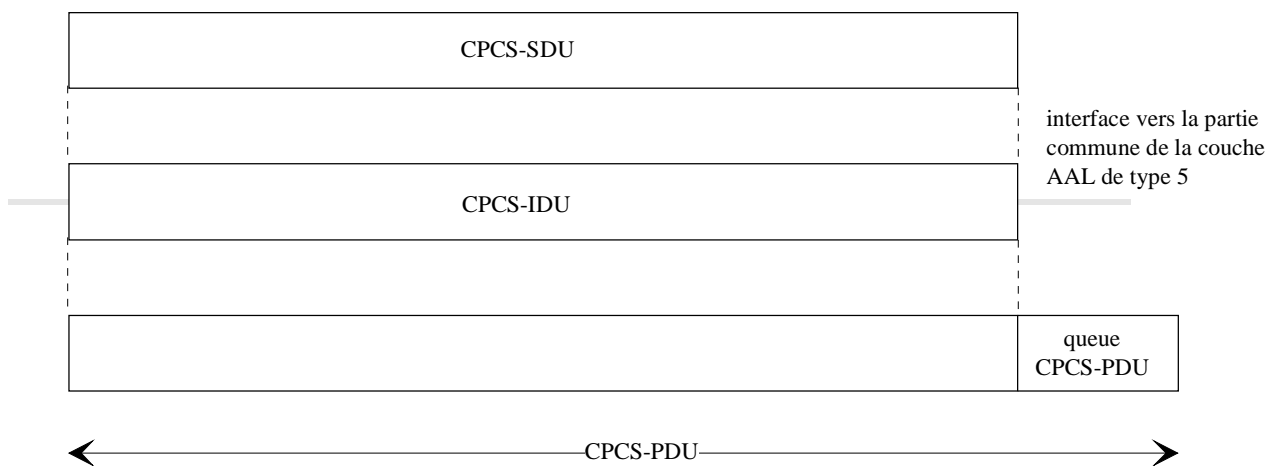 CPCS-SDU
interface vers la partie
commune de la couche
AAL de type 5
CPCS-IDU
queue
CPCS-PDU
CPCS-PDU